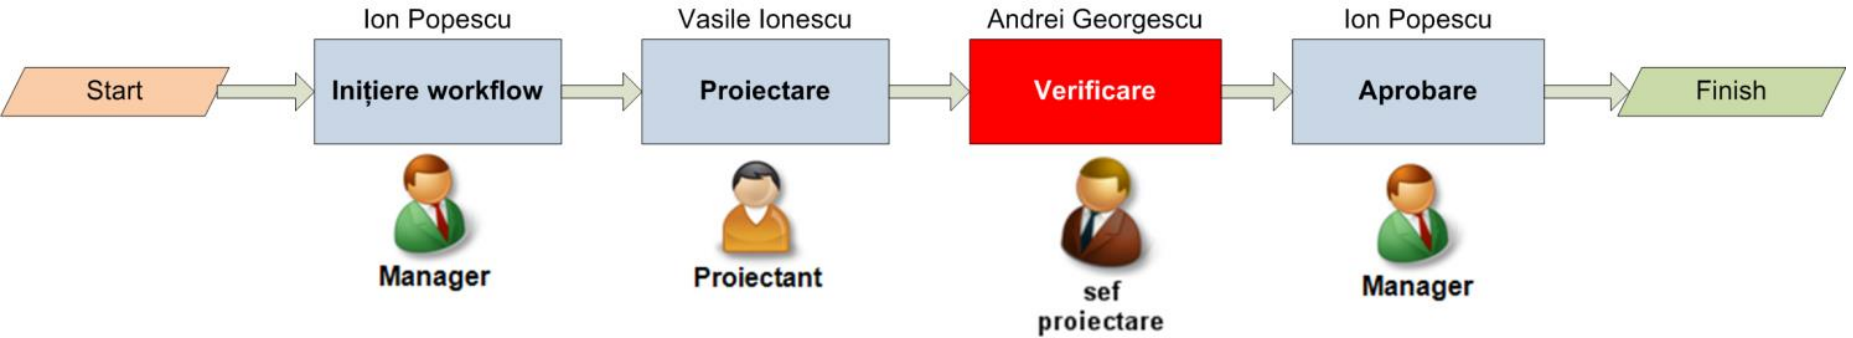 Ion Popescu
Vasile Ionescu
Andrei Georgescu
Ion Popescu
Start
Inițiere workflow
Proiectare
Verificare
Aprobare
Finish
Manager
Proiectant
sef
proiectare
Manager